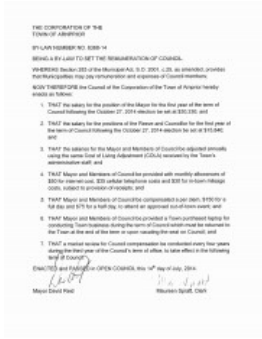 THE CORPORATION OF THE
TOWN OF ARNPRIOR
BY-LAW NUMBER NO. 6388-14
BEING A BY-LAW TO SET THE REMUNERATION OF COUNCIL.
WHEREAS Section 283 of the Municipal Act, S.O. 2001, c.25, as amended, provides
that Municipalities may pay remuneration and expenses of Council members;
NOW THEREFORE the Council of the Corporation of the Town of Arnprior hereby
enacts as follows:
1. THAT the salary for the position of the Mayor for the first year of the term of
Council following the October 27, 2014 election be set at
2. THAT the salary for the positions of the Reeve and Councillor for the first year of
the term of Council following the October 27, 2014 election be set at
and
3. THAT the salaries for the Mayor and Members of Council be adjusted annually
using the same Cost of Living Adjustment (COLA) received by the Town's
administrative staff; and
4. THAT Mayor and Members of Council be provided with monthly allowances of
for internet cost, cellular telephone costs and for in-town mileage
costs, subject to provision of receipts; and
5. THAT Mayor and Members of Council be compensated a per diem, $150 for a
full day and $75 for a half day, to attend an approved out-of-town event; and
6. THAT Mayor and Members of Council be provided a Town purchased laptop for
conducting Town business during the term of Council which must be returned to
the Town at the end of the term or upon vacating the seat on Council; and
7. THAT a market review for Council compensation be conducted every four years
during the third year of the Council's term of office, to take effect in the following
term of Council.
ENACTED and PASSED in OPEN COUNCIL this 14th day of July, 2014.
Mayor David Reid Maureen Spratt, Clerk